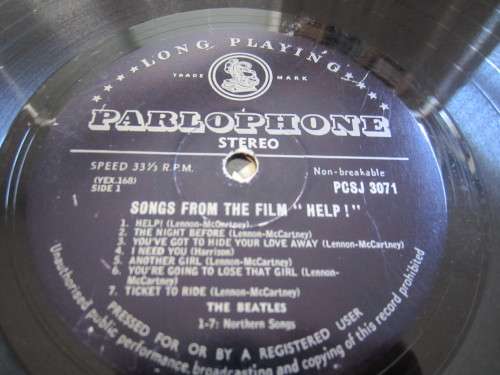 LONG PLAYING
TRADE MARK
PARLOPHONE
STEREO
SPEED 33⅓ R.P.M.
Non-breakable
(YEX.168)
SIDE 1
PCSJ 3071
SONGS FROM THE FILM "HELP!"
1. HELP! (Lennon-McCartney)
2. THE NIGHT BEFORE (Lennon-McCartney)
3. YOU'VE GOT TO HIDE YOUR LOVE AWAY (Lennon-McCartney)
4. I NEED YOU (Harrison)
5. ANOTHER GIRL (Lennon-McCartney)
6. YOU'RE GOING TO LOSE THAT GIRL (Lennon-
McCartney)
7. TICKET TO RIDE (Lennon-McCartney)
THE BEATLES
1-7: Northern Songs
PRESSED FOR OR BY A REGISTERED USER
Unauthorised public performance, broadcasting and copying of this record prohibited